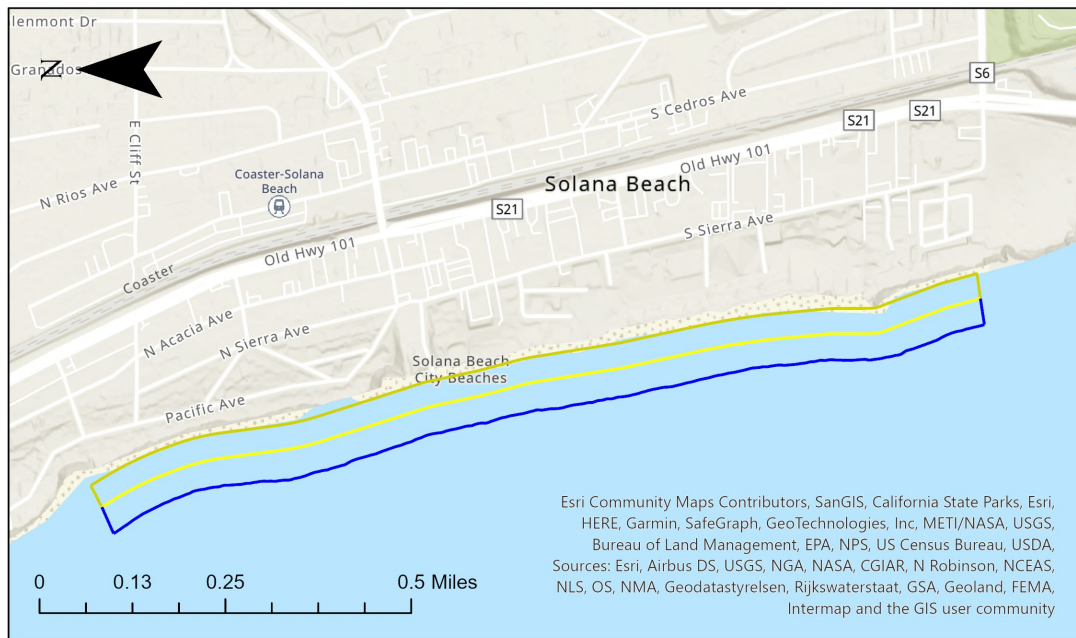 lenmont Dr
Granados
N
E Cliff St
S6
S Cedros Ave
S21
S21
Coaster-Solana
Beach
Old Hwy 101
N Rios Ave
Solana Beach
S21
S Sierra Ave
Old Hwy 101
Coaster
N Acacia Ave
N Sierra Ave
Solana Beach
City Beaches
Pacific Ave
Esri Community Maps Contributors, SanGIS, California State Parks, Esri,
HERE, Garmin, SafeGraph, GeoTechnologies, Inc, METI/NASA, USGS,
Bureau of Land Management, EPA, NPS, US Census Bureau, USDA,
Sources: Esri, Airbus DS, USGS, NGA, NASA, CGIAR, N Robinson, NCEAS,
NLS, OS, NMA, Geodatastyrelsen, Rijkswaterstaat, GSA, Geoland, FEMA,
Intermap and the GIS user community
0 0.13 0.25 0.5 Miles